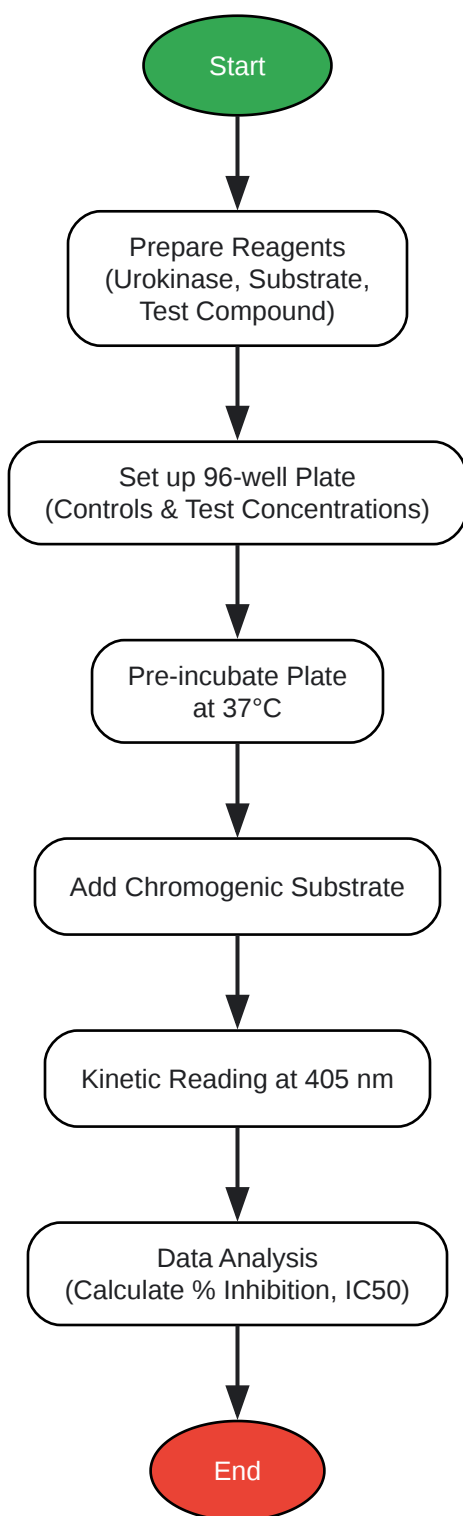 Start
Prepare Reagents
(Urokinase, Substrate,
Test Compound)
Set up 96-well Plate
(Controls & Test Concentrations)
Pre-incubate Plate
at 37°C
Add Chromogenic Substrate
Kinetic Reading at 405 nm
Data Analysis
(Calculate % Inhibition, IC50)
End